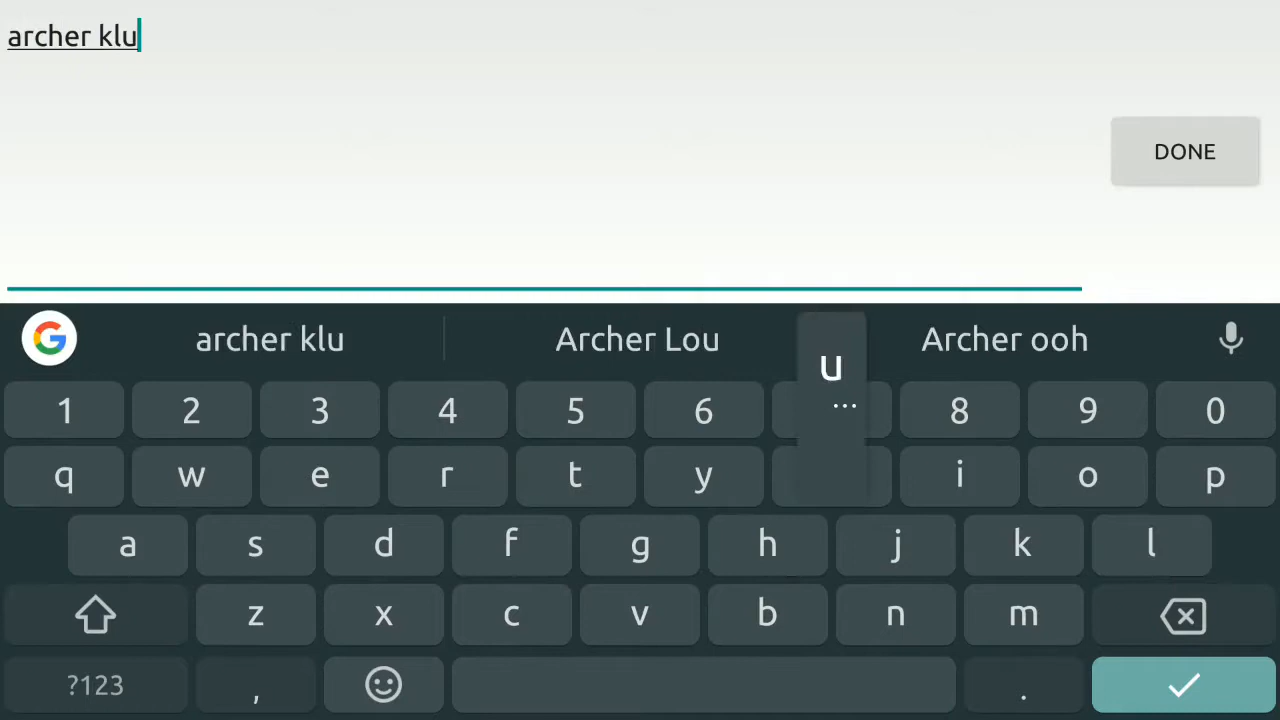 archer klu
DONE
archer klu Archer Lou Archer ooh
u
1 2 3 4 5 6 8 9 0
q w e r t y i o p
a s d f g h j k l
z x c v b n m
?123 , .